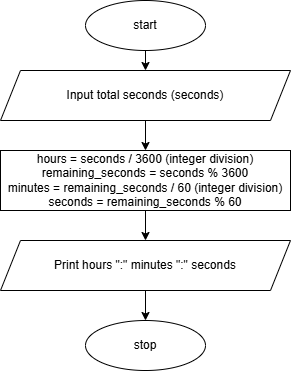 start
Input total seconds (seconds)
hours = seconds / 3600 (integer division)
remaining_seconds = seconds % 3600
minutes = remaining_seconds / 60 (integer division)
seconds = remaining_seconds % 60
Print hours ":" minutes ":" seconds
stop